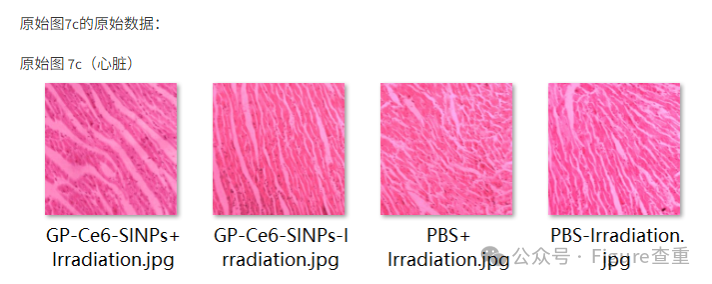 原始图7c的原始数据：
原始图 7c（心脏）
GP-Ce6-SINPs+
Irradiation.jpg
GP-Ce6-SINPs-I
rradiation.jpg
PBS+
Irradiation.jpg
PBS-Irradiation.
jpg
公众号 · Figure查重